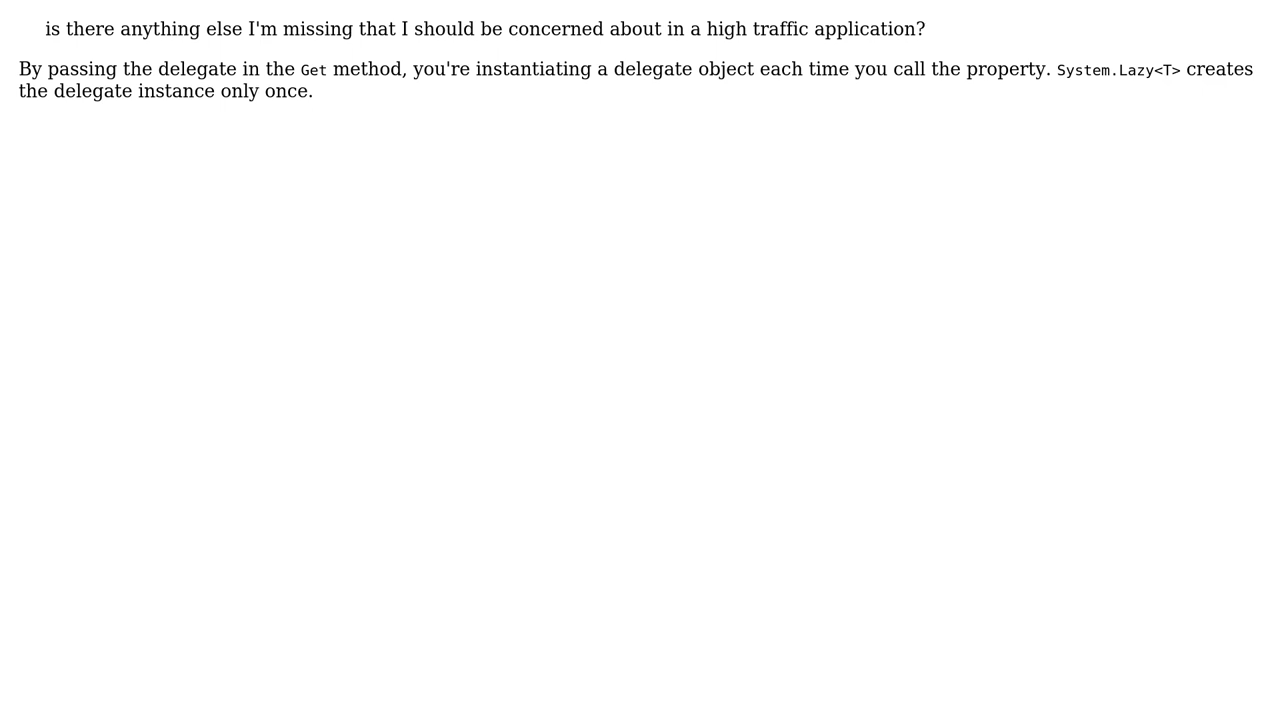 is there anything else I'm missing that I should be concerned about in a high traffic application?
By passing the delegate in the Get method, you're instantiating a delegate object each time you call the property. System.Lazy<T> creates
the delegate instance only once.